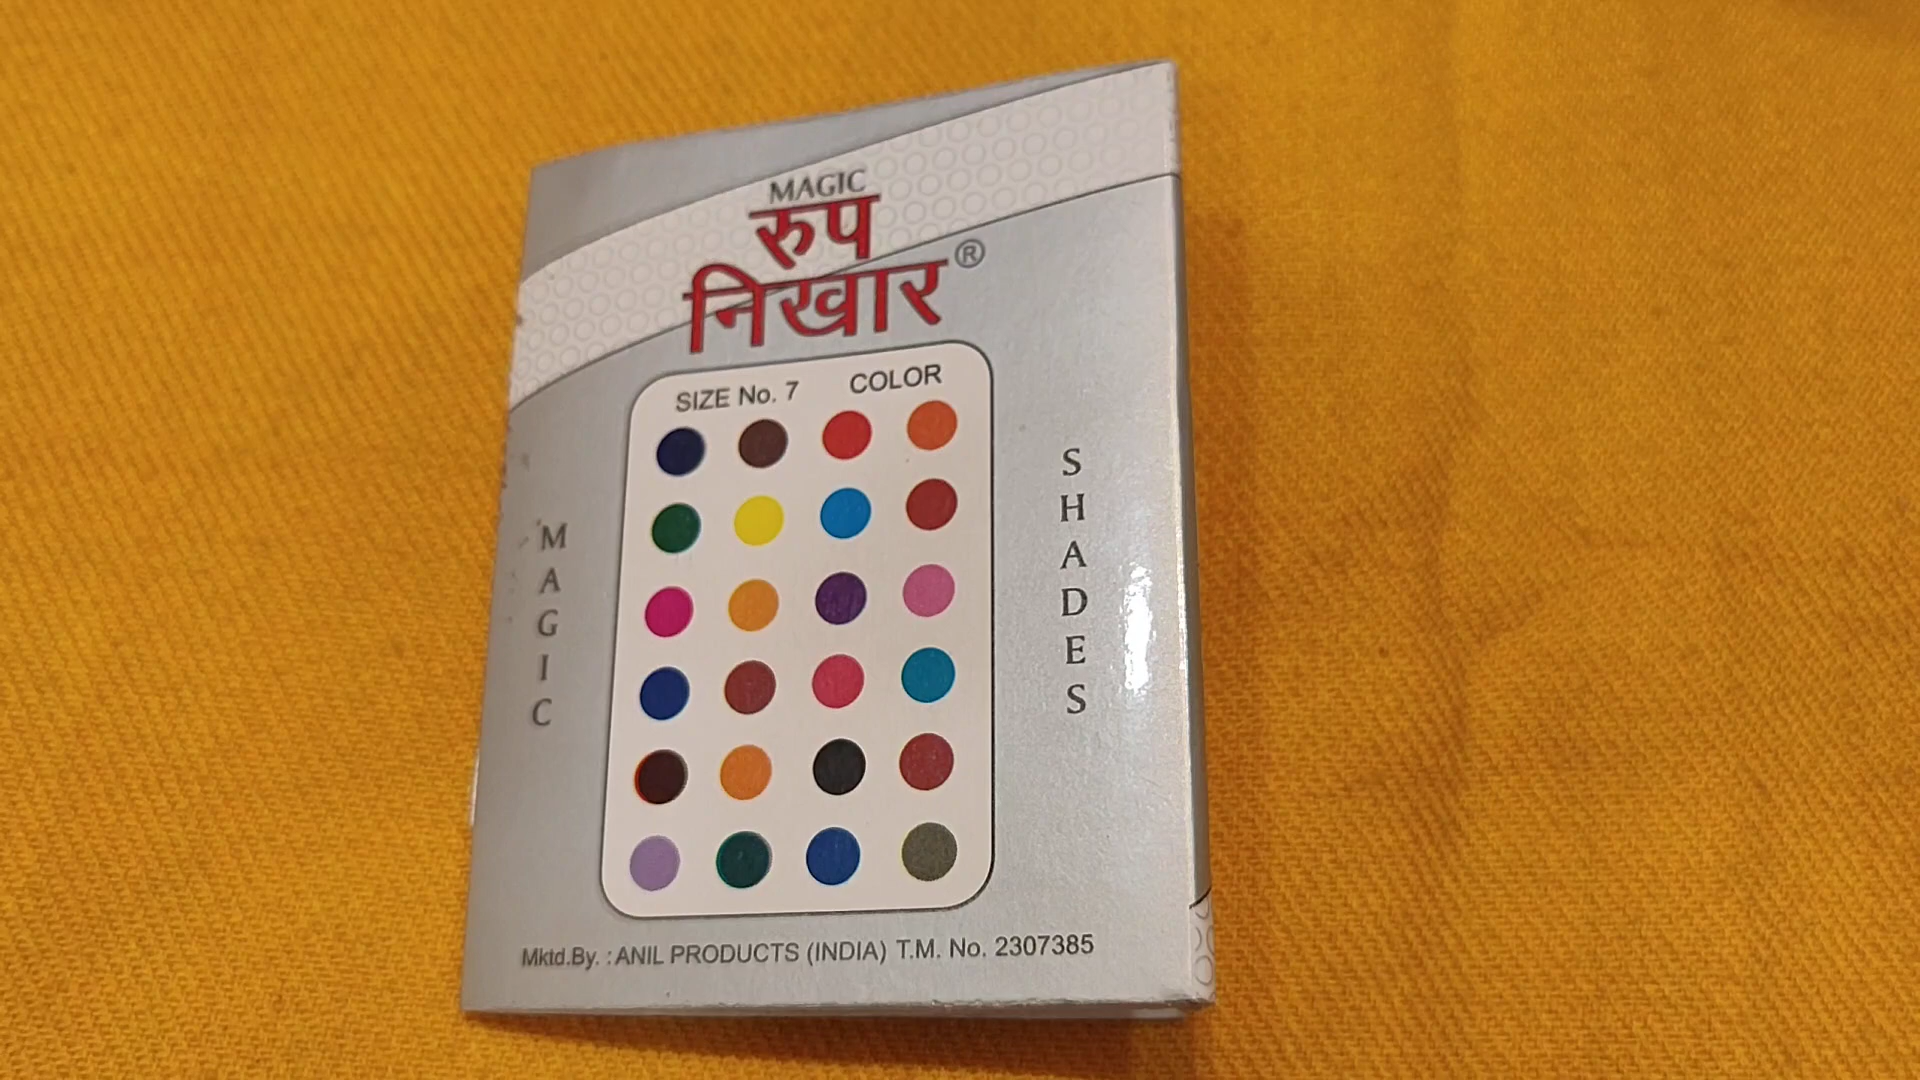 MAGIC
रुप
निखार®
SIZE No. 7 COLOR
MAGIC
SHADES
Mktd.By. : ANIL PRODUCTS (INDIA) T.M. No. 2307385